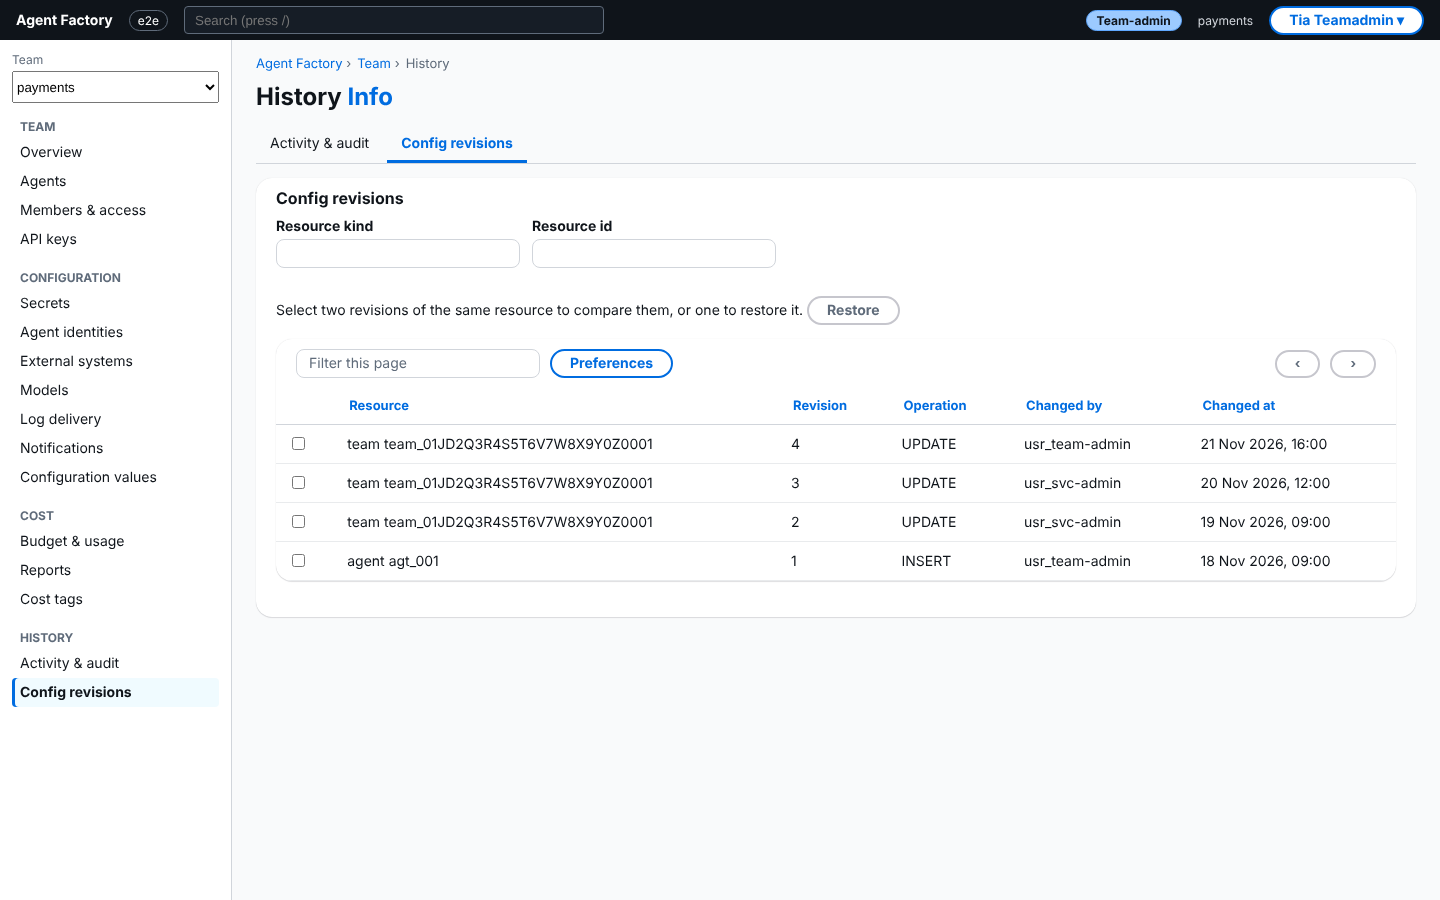 Agent Factory e2e Search (press /) Team-admin payments Tia Teamadmin ▾
Team
payments
TEAM
Overview
Agents
Members & access
API keys
CONFIGURATION
Secrets
Agent identities
External systems
Models
Log delivery
Notifications
Configuration values
COST
Budget & usage
Reports
Cost tags
HISTORY
Activity & audit
Config revisions
Agent Factory › Team › History
History Info
Activity & audit Config revisions
Config revisions
Resource kind Resource id
Select two revisions of the same resource to compare them, or one to restore it. Restore
Filter this page Preferences ‹ ›
Resource Revision Operation Changed by Changed at
team team_01JD2Q3R4S5T6V7W8X9Y0Z0001 4 UPDATE usr_team-admin 21 Nov 2026, 16:00
team team_01JD2Q3R4S5T6V7W8X9Y0Z0001 3 UPDATE usr_svc-admin 20 Nov 2026, 12:00
team team_01JD2Q3R4S5T6V7W8X9Y0Z0001 2 UPDATE usr_svc-admin 19 Nov 2026, 09:00
agent agt_001 1 INSERT usr_team-admin 18 Nov 2026, 09:00